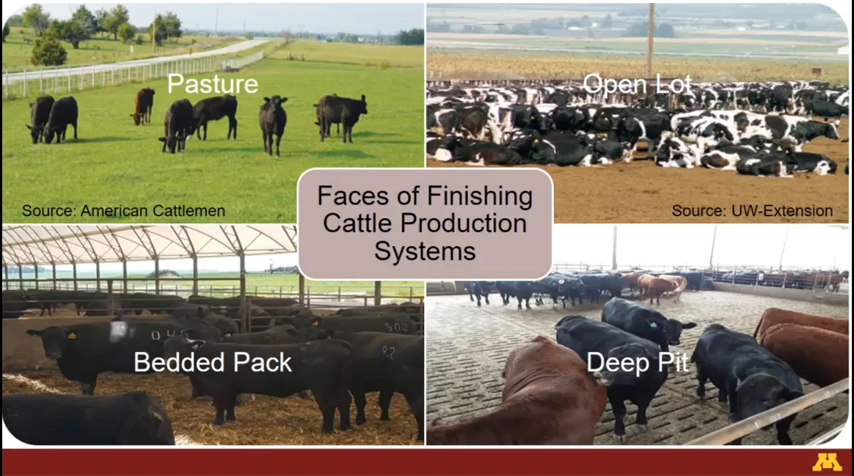 Pasture
Open Lot
Source: American Cattlemen
Source: UW-Extension
Faces of Finishing
Cattle Production
Systems
Bedded Pack
Deep Pit
M